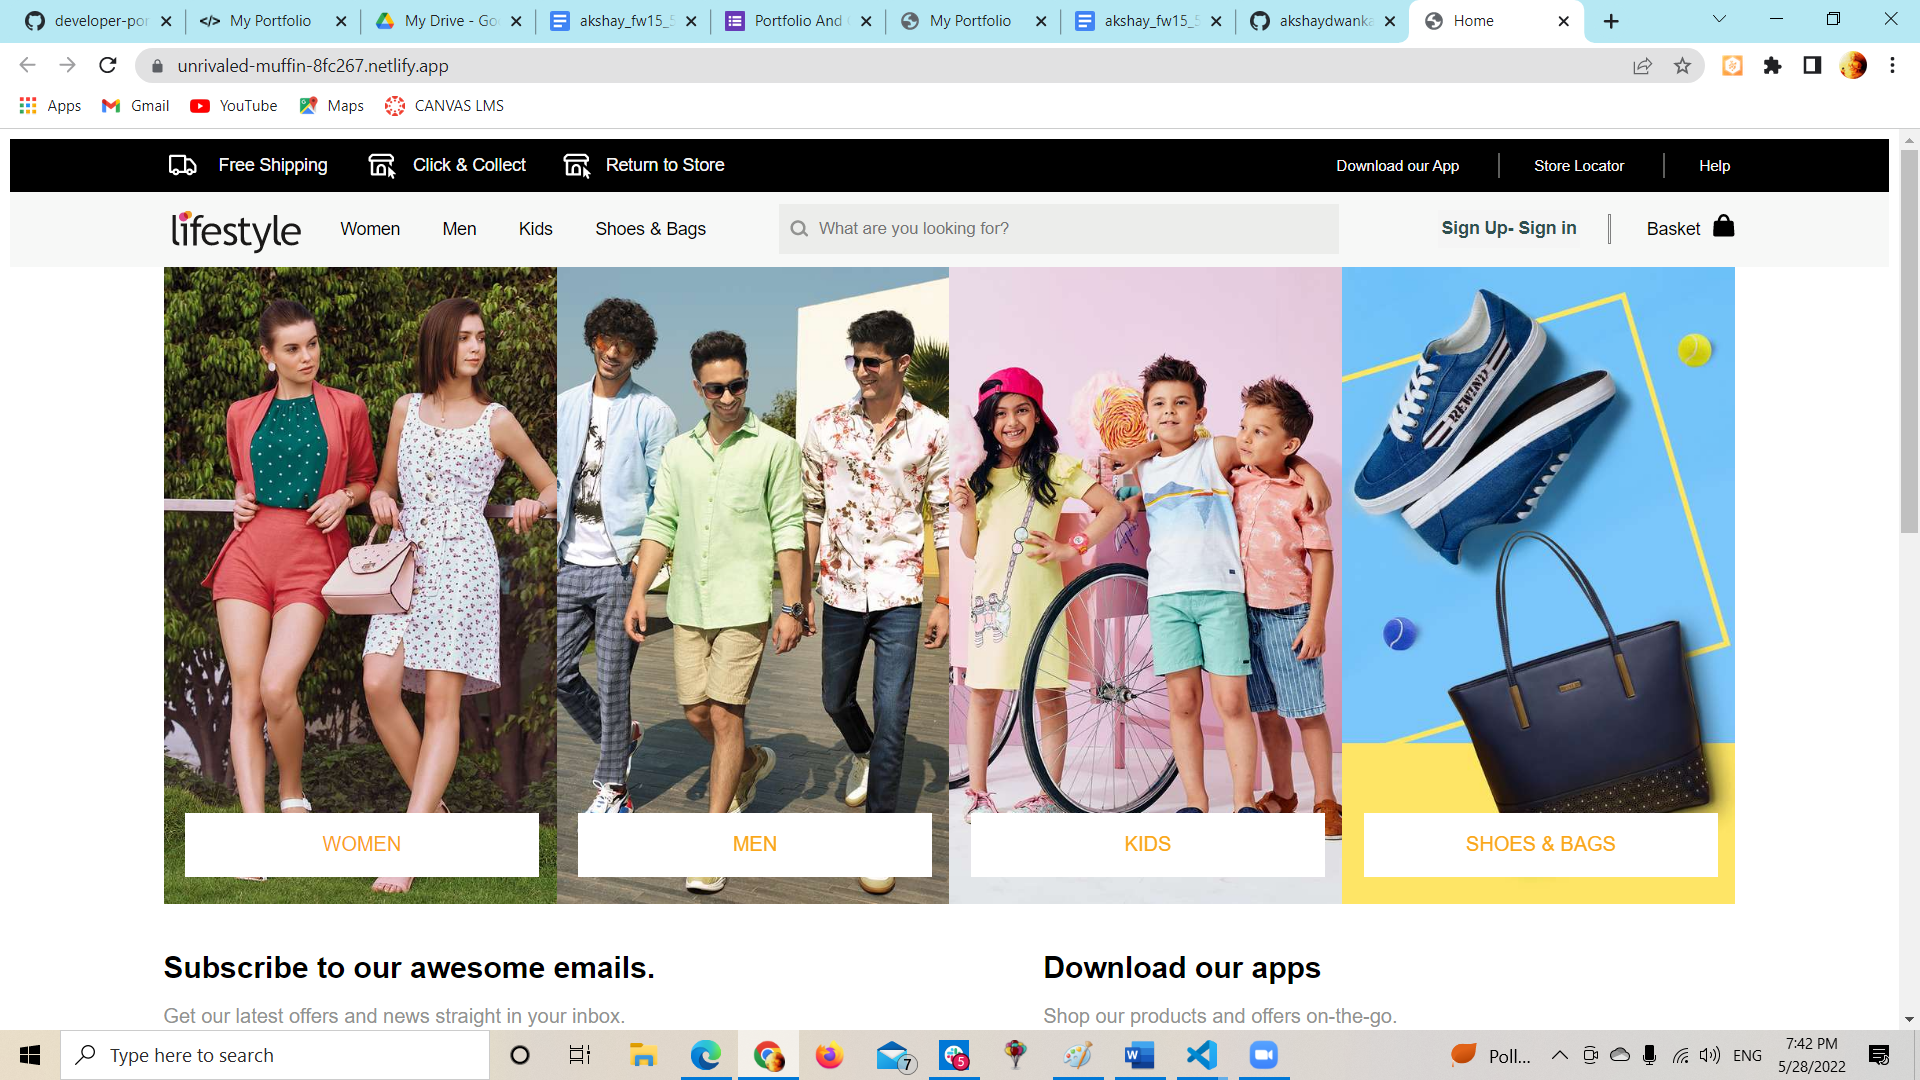 developer-por
My Portfolio
My Drive - Goo
akshay_fw15_5
Portfolio And
My Portfolio
akshay_fw15_5
akshaydwanka
Home
unrivaled-muffin-8fc267.netlify.app
Apps
Gmail
YouTube
Maps
CANVAS LMS
Free Shipping
Click & Collect
Return to Store
Download our App
Store Locator
Help
lifestyle
Women
Men
Kids
Shoes & Bags
What are you looking for?
Sign Up- Sign in
Basket
REWIND
WOMEN
MEN
KIDS
SHOES & BAGS
Subscribe to our awesome emails.
Download our apps
Get our latest offers and news straight in your inbox.
Shop our products and offers on-the-go.
Type here to search
7
5
Poll...
ENG
7:42 PM
5/28/2022